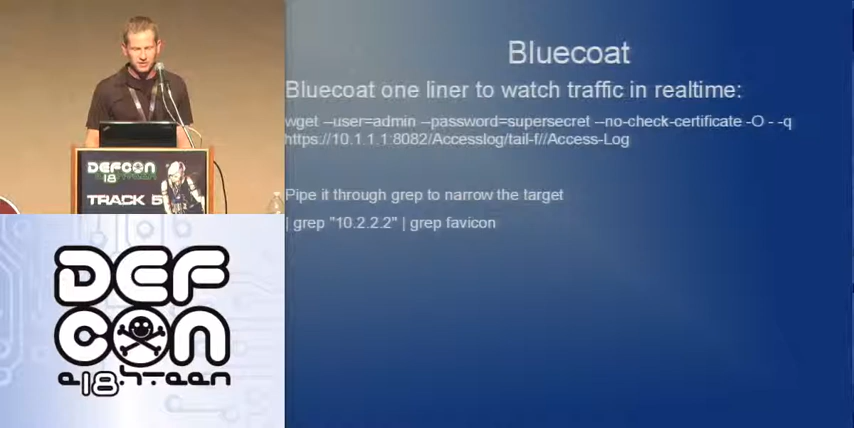 Bluecoat
Bluecoat one liner to watch traffic in realtime:
wget --user=admin --password=supersecret --no-check-certificate -O - -q
https://10.1.1.1:8082/Accesslog/tail-f//Access-Log
Pipe it through grep to narrow the target
| grep "10.2.2.2" | grep favicon
DEFCON
18
TRACK 5
DEF
CON
e18hteen